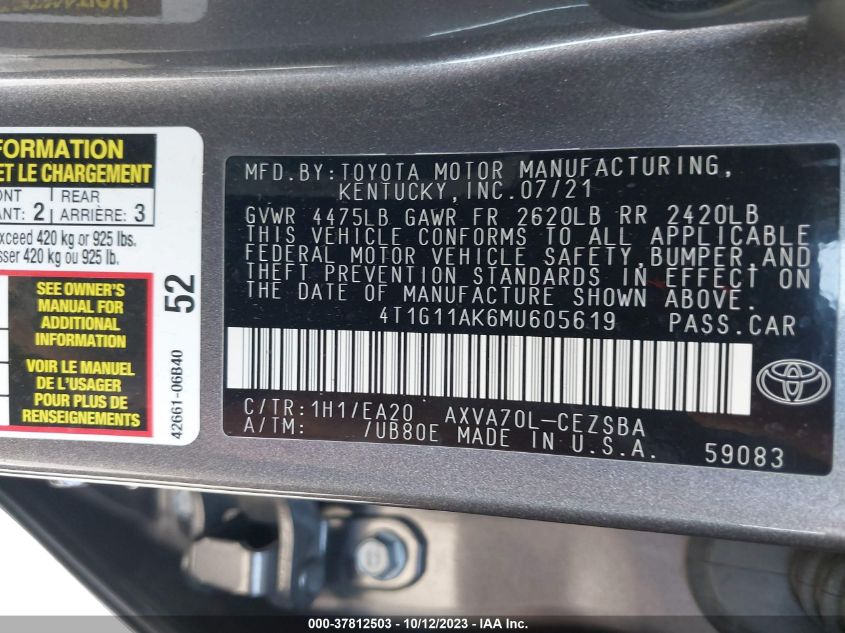 FORMATION
ET LE CHARGEMENT
REAR
2 ARRIÈRE: 3
exceed 420 kg or 925 lbs.
420 kg ou 925 lb.
SEE OWNER'S
MANUAL FOR
ADDITIONAL
INFORMATION
VOIR LE MANUEL
DE L'USAGER
POUR PLUS DE
RENSEIGNEMENTS
52
42661-06B40
MFD.BY:TOYOTA MOTOR MANUFACTURING,
KENTUCKY,INC.07/21
GVWR 4475LB GAWR FR 2620LB RR 2420LB
THIS VEHICLE CONFORMS TO ALL APPLICABLE
FEDERAL MOTOR VEHICLE SAFETY,BUMPER,AND
THEFT PREVENTION STANDARDS IN EFFECT ON
THE DATE OF MANUFACTURE SHOWN ABOVE.
4T1G11AK6MU605619 PASS.CAR
C/TR:1H1/EA20 AXVA70L-CEZSBA
A/TM: /UB80E MADE IN U.S.A.
59083
000-37812503 - 10/12/2023 - IAA Inc.